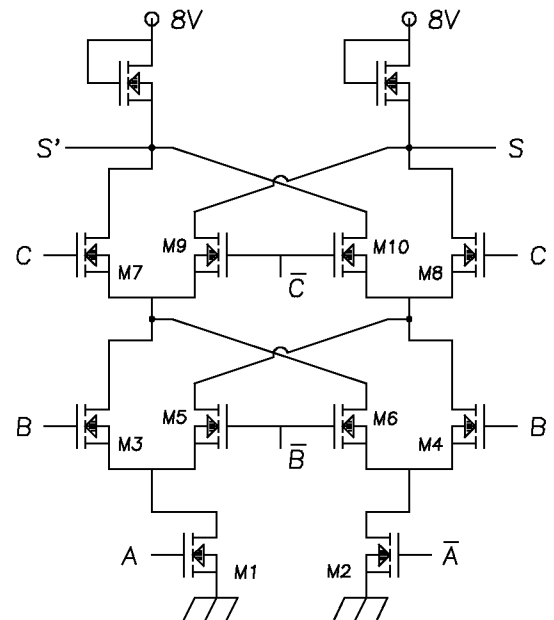 8V 8V
S' S
C M7 M9 C̅ M10 M8 C
B M3 M5 B̅ M6 M4 B
A M1 M2 A̅